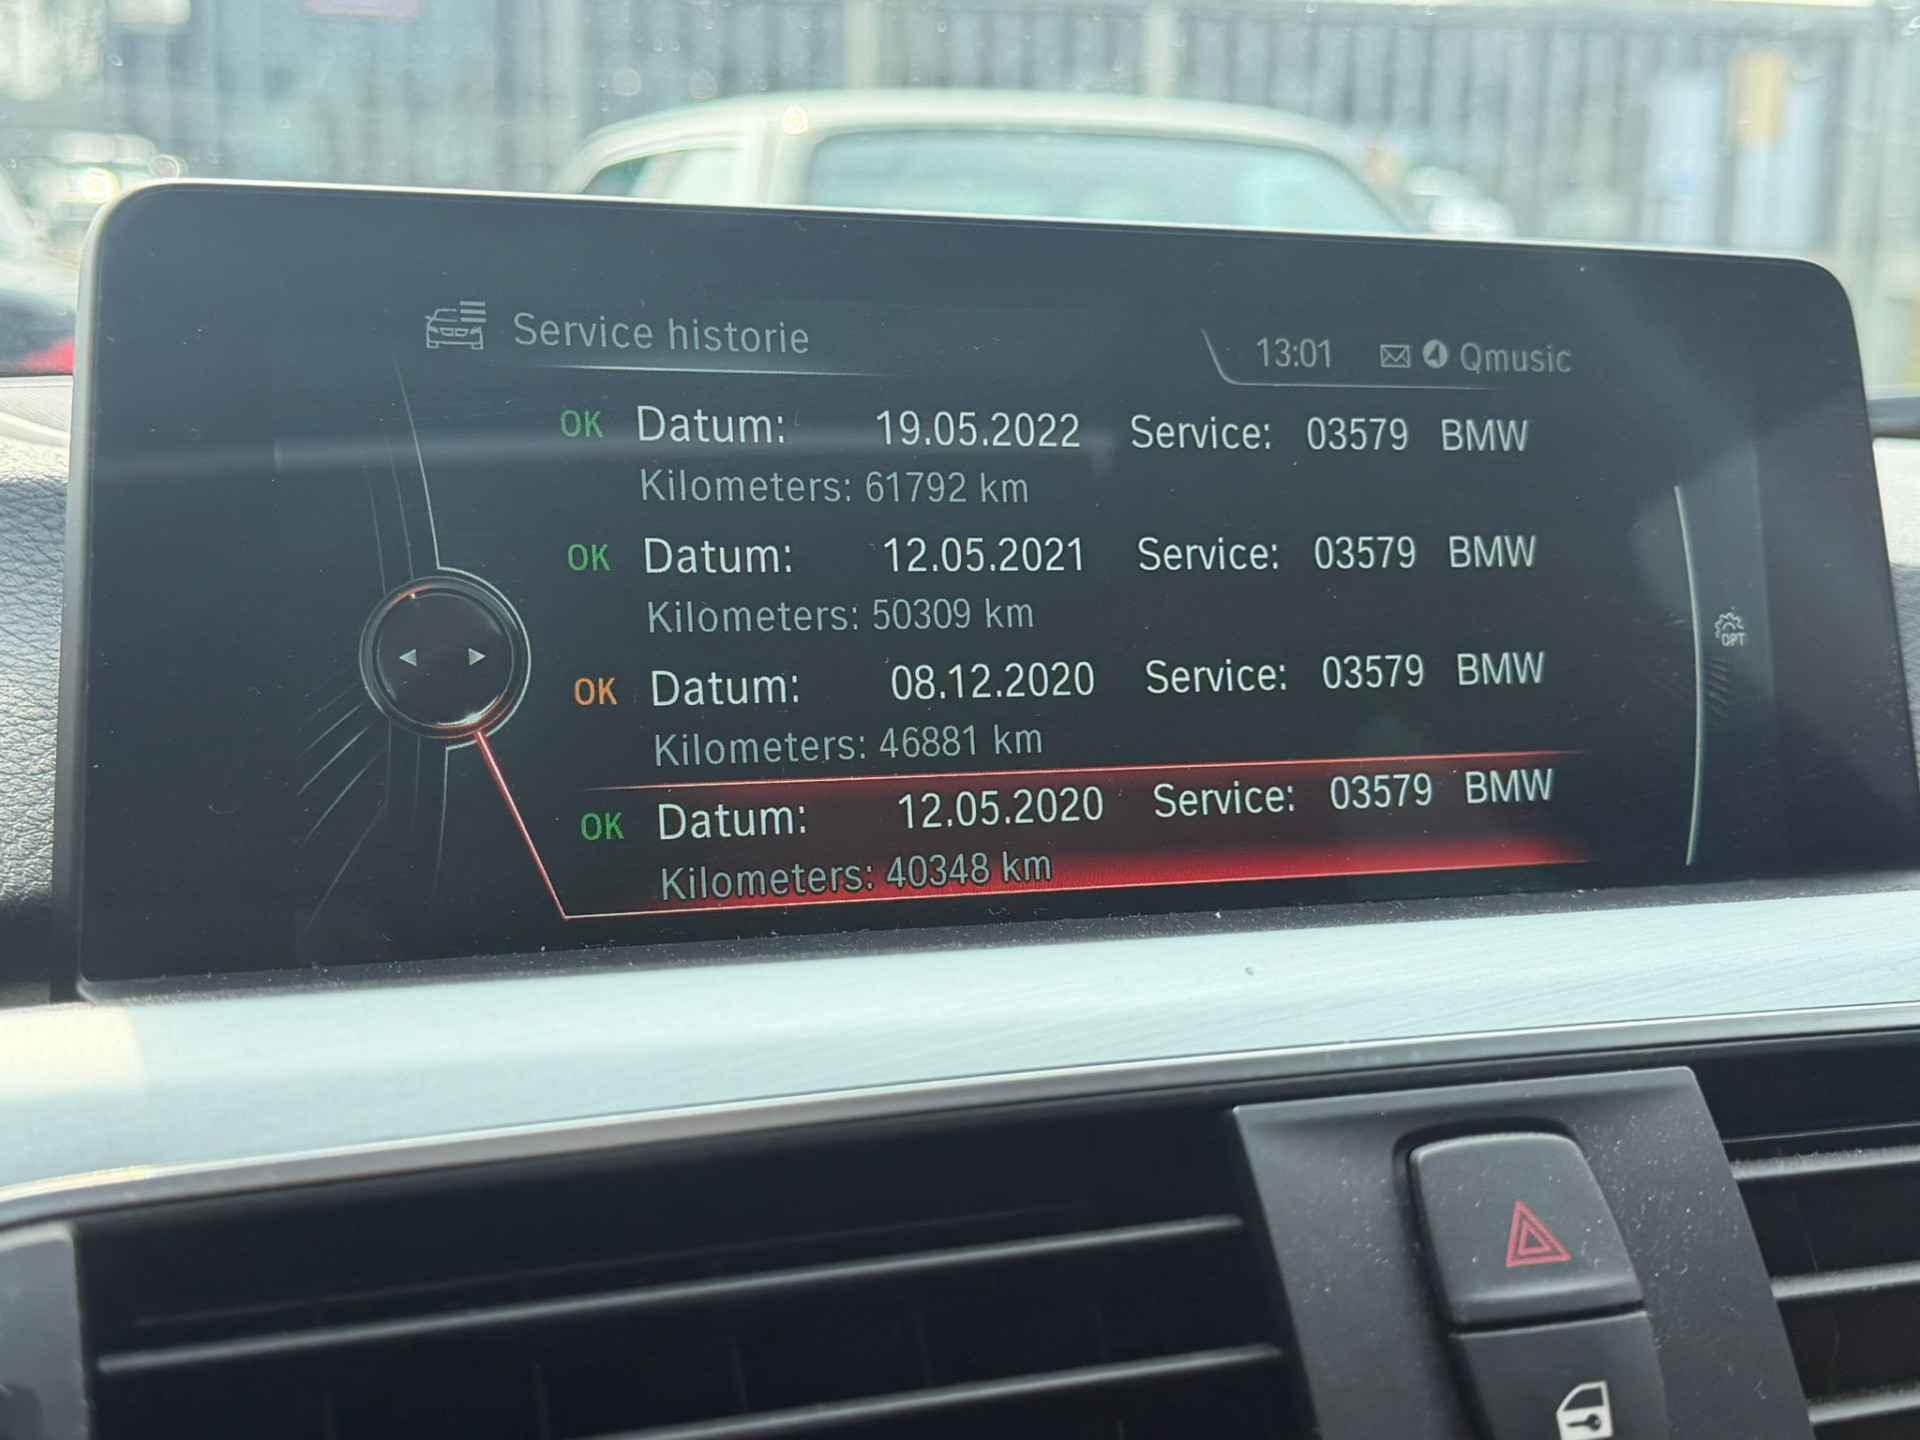 Service historie
13:01 Qmusic
OK Datum: 19.05.2022 Service: 03579 BMW
Kilometers: 61792 km
OK Datum: 12.05.2021 Service: 03579 BMW
Kilometers: 50309 km
OK Datum: 08.12.2020 Service: 03579 BMW
Kilometers: 46881 km
OK Datum: 12.05.2020 Service: 03579 BMW
Kilometers: 40348 km
OPT